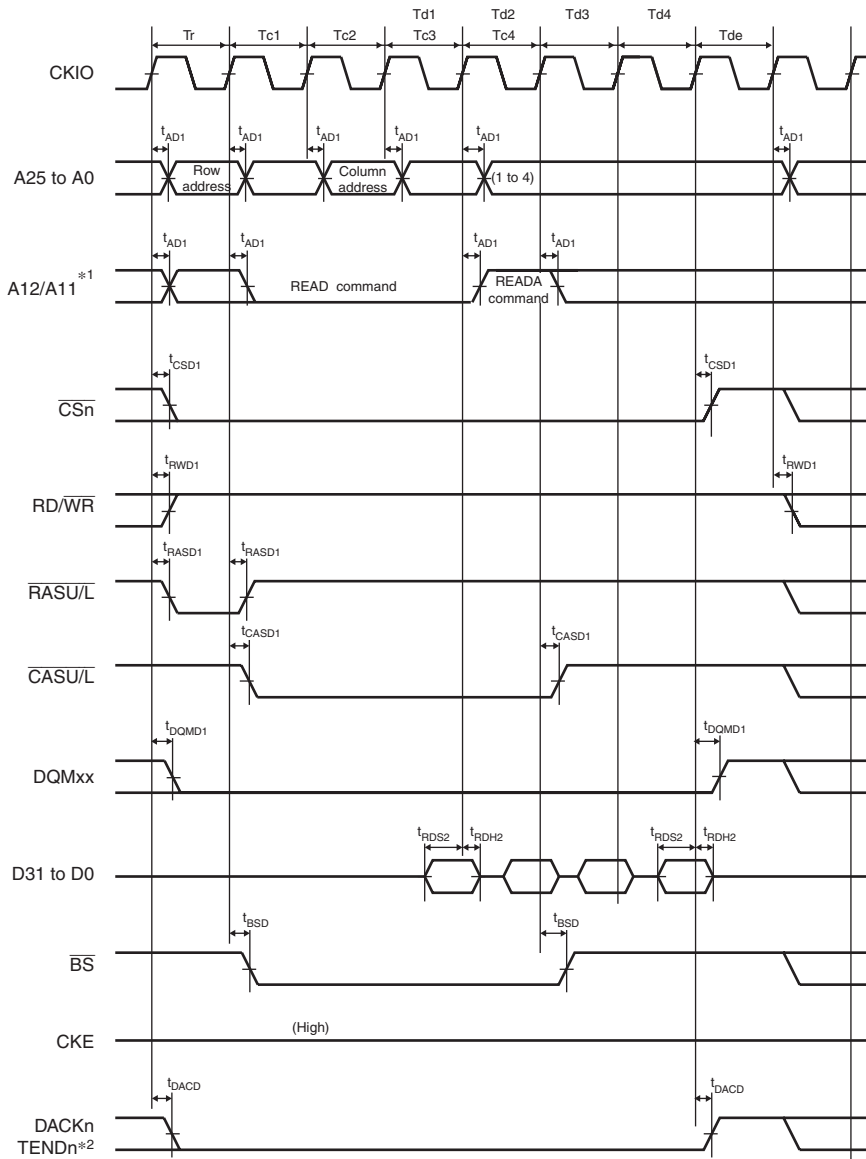 Td1 Td2 Td3 Td4
Tr Tc1 Tc2 Tc3 Tc4 Tde
CKIO
tAD1 tAD1 tAD1 tAD1 tAD1 tAD1
A25 to A0
Row address
Column address
(1 to 4)
tAD1 tAD1 tAD1 tAD1
A12/A11*1
READ command
READA command
tCSD1 tCSD1
CSn
tRWD1 tRWD1
RD/WR
tRASD1 tRASD1
RASU/L
tCASD1 tCASD1
CASU/L
tDQMD1 tDQMD1
DQMxx
tRDS2 tRDH2 tRDS2 tRDH2
D31 to D0
tBSD tBSD
BS
(High)
CKE
tDACD tDACD
DACKn
TENDn*2